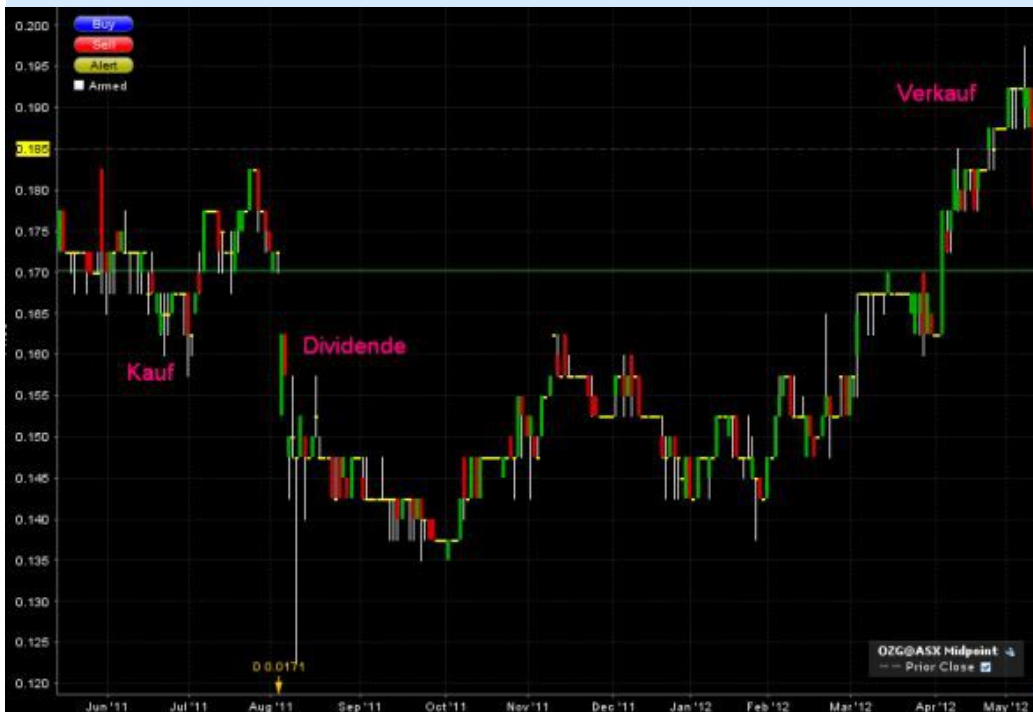 0.200
Buy
Sell
0.195
Alert
Armed
Verkauf
0.190
0.185
0.180
0.175
0.170
0.165
0.160
Dividende
Kauf
0.155
0.150
0.145
0.140
0.135
0.130
0.125
D 0.0171
OZG@ASX Midpoint
Prior Close
0.120
Jun '11 Jul '11 Aug '11 Sep '11 Oct '11 Nov '11 Dec '11 Jan '12 Feb '12 Mar '12 Apr '12 May '12